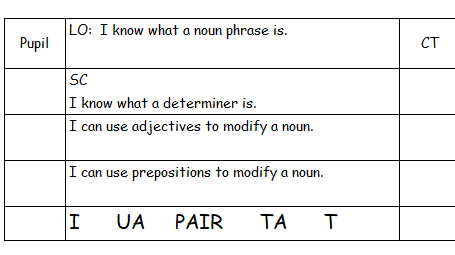 LO:  I know what a noun phrase is.
Pupil
CT
SC
I know what a determiner is.
I can use adjectives to modify a noun.
I can use prepositions to modify a noun.
I UA PAIR TA T